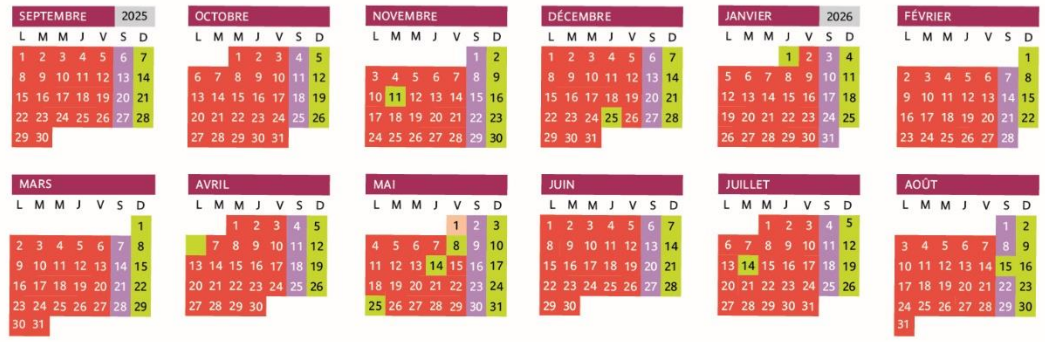 SEPTEMBRE 2025
L M M J V S D
1 2 3 4 5 6 7
8 9 10 11 12 13 14
15 16 17 18 19 20 21
22 23 24 25 26 27 28
29 30
OCTOBRE
L M M J V S D
1 2 3 4 5
6 7 8 9 10 11 12
13 14 15 16 17 18 19
20 21 22 23 24 25 26
27 28 29 30 31
NOVEMBRE
L M M J V S D
1 2
3 4 5 6 7 8 9
10 11 12 13 14 15 16
17 18 19 20 21 22 23
24 25 26 27 28 29 30
DÉCEMBRE
L M M J V S D
1 2 3 4 5 6 7
8 9 10 11 12 13 14
15 16 17 18 19 20 21
22 23 24 25 26 27 28
29 30 31
JANVIER 2026
L M M J V S D
1 2 3 4
5 6 7 8 9 10 11
12 13 14 15 16 17 18
19 20 21 22 23 24 25
26 27 28 29 30 31
FÉVRIER
L M M J V S D
1
2 3 4 5 6 7 8
9 10 11 12 13 14 15
16 17 18 19 20 21 22
23 24 25 26 27 28
MARS
L M M J V S D
1
2 3 4 5 6 7 8
9 10 11 12 13 14 15
16 17 18 19 20 21 22
23 24 25 26 27 28 29
30 31
AVRIL
L M M J V S D
1 2 3 4 5
7 8 9 10 11 12
13 14 15 16 17 18 19
20 21 22 23 24 25 26
27 28 29 30
MAI
L M M J V S D
1 2 3
4 5 6 7 8 9 10
11 12 13 14 15 16 17
18 19 20 21 22 23 24
25 26 27 28 29 30 31
JUIN
L M M J V S D
1 2 3 4 5 6 7
8 9 10 11 12 13 14
15 16 17 18 19 20 21
22 23 24 25 26 27 28
29 30
JUILLET
L M M J V S D
1 2 3 4 5
6 7 8 9 10 11 12
13 14 15 16 17 18 19
20 21 22 23 24 25 26
27 28 29 30 31
AOÛT
L M M J V S D
1 2
3 4 5 6 7 8 9
10 11 12 13 14 15 16
17 18 19 20 21 22 23
24 25 26 27 28 29 30
31